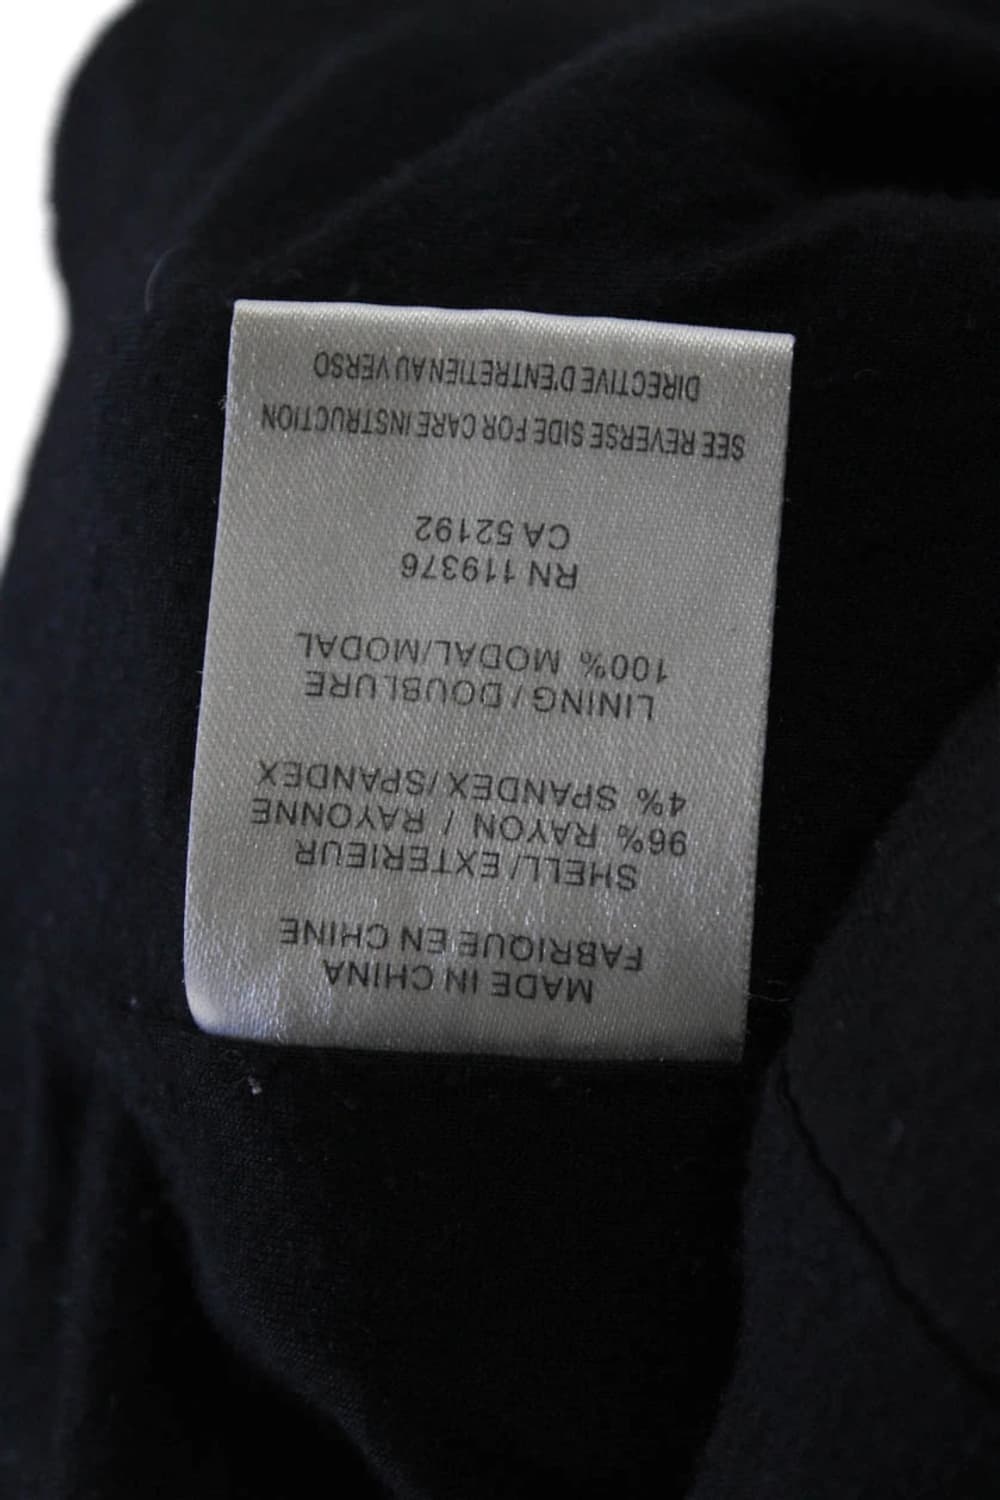 MADE IN CHINA
FABRIQUE EN CHINE
SHELL/EXTERIEUR
96% RAYON / RAYONNE
4% SPANDEX/SPANDEX
LINING/DOUBLURE
100% MODAL/MODAL
RN 119376
CA 52192
SEE REVERSE SIDE FOR CARE INSTRUCTION
DIRECTIVE D'ENTRETIEN AU VERSO